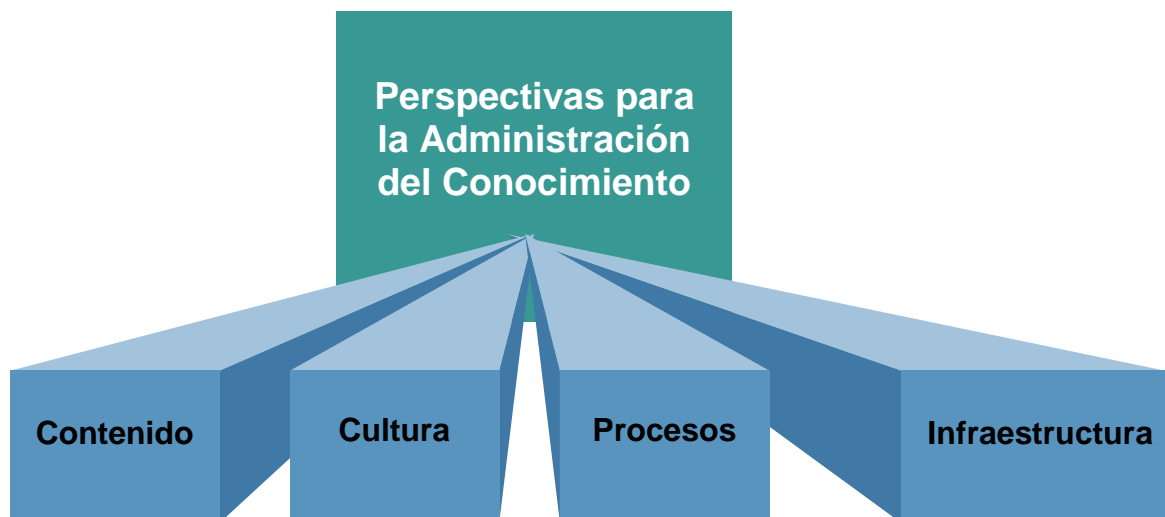 Perspectivas para
la Administración
del Conocimiento
Contenido
Cultura
Procesos
Infraestructura